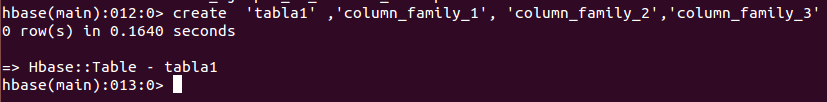 hbase(main):012:0> create  'tabla1' ,'column_family_1', 'column_family_2','column_family_3'
0 row(s) in 0.1640 seconds
=> Hbase::Table - tabla1
hbase(main):013:0>